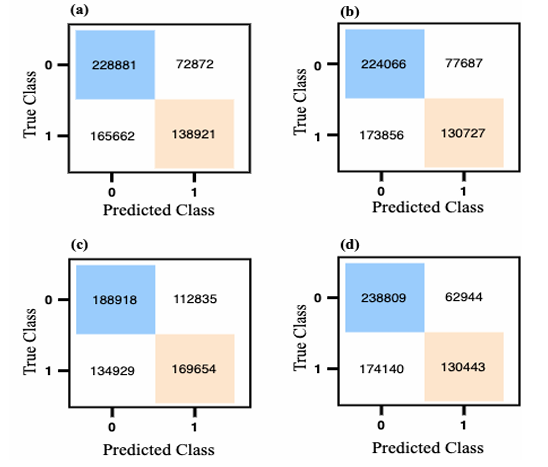 (a)
(b)
0
228881 72872
0
224066 77687
True Class
True Class
1
165662 138921
1
173856 130727
0 1
0 1
Predicted Class
Predicted Class
(c)
(d)
0
188918 112835
0
238809 62944
True Class
True Class
1
134929 169654
1
174140 130443
0 1
0 1
Predicted Class
Predicted Class